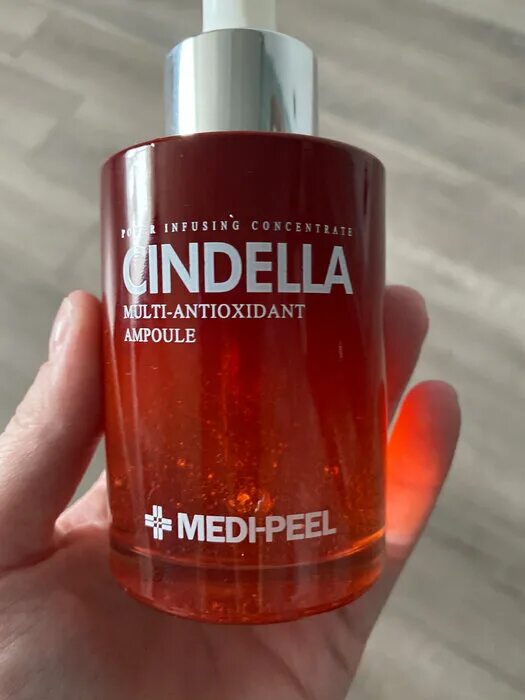 POWER INFUSING CONCENTRATE
CINDELLA
MULTI-ANTIOXIDANT
AMPOULE
MEDI-PEEL